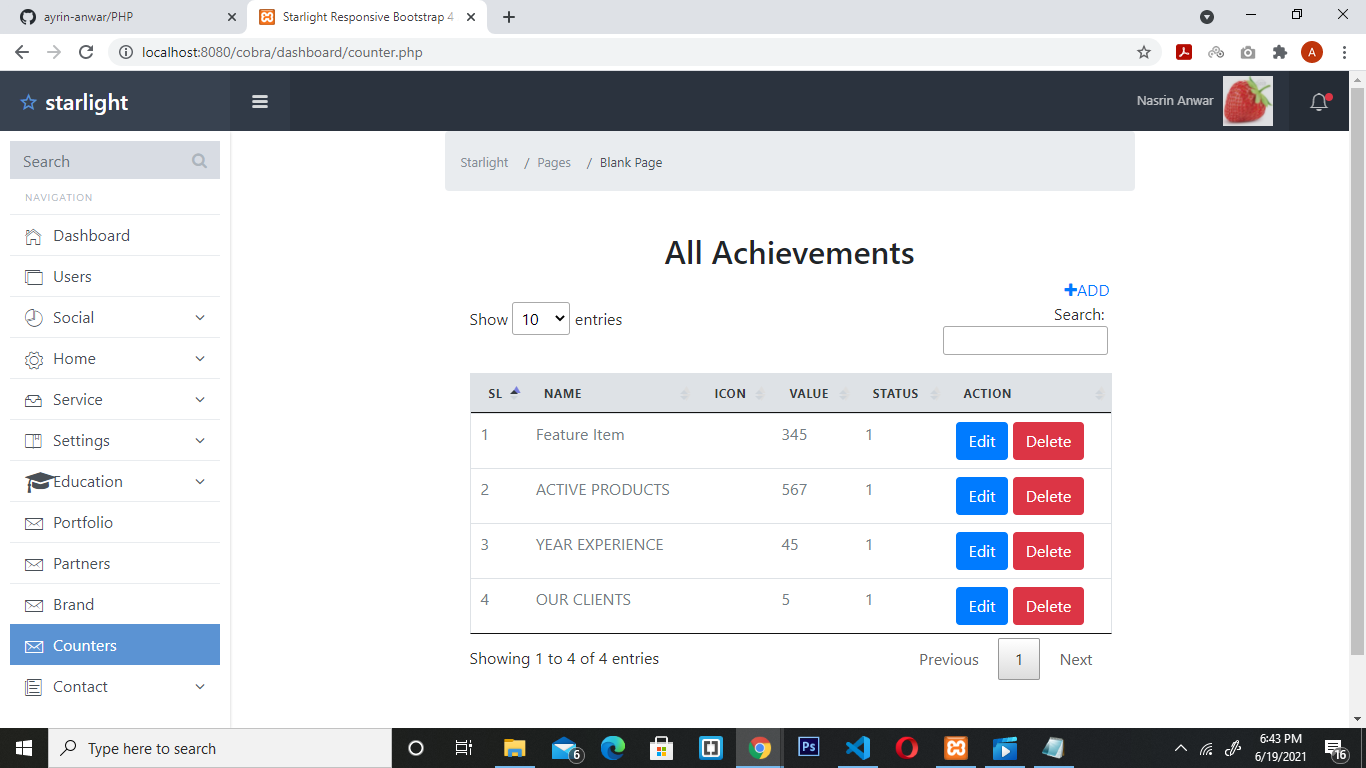 ayrin-anwar/PHP
Starlight Responsive Bootstrap 4
localhost:8080/cobra/dashboard/counter.php
A
starlight
Nasrin Anwar
Search
NAVIGATION
Dashboard
Users
Social
Home
Service
Settings
Education
Portfolio
Partners
Brand
Counters
Contact
Starlight / Pages / Blank Page
All Achievements
ADD
Show 10 entries
Search:
SL NAME ICON VALUE STATUS ACTION
1 Feature Item 345 1 Edit Delete
2 ACTIVE PRODUCTS 567 1 Edit Delete
3 YEAR EXPERIENCE 45 1 Edit Delete
4 OUR CLIENTS 5 1 Edit Delete
Showing 1 to 4 of 4 entries
Previous 1 Next
Type here to search
6
Ps
6:43 PM
6/19/2021
16